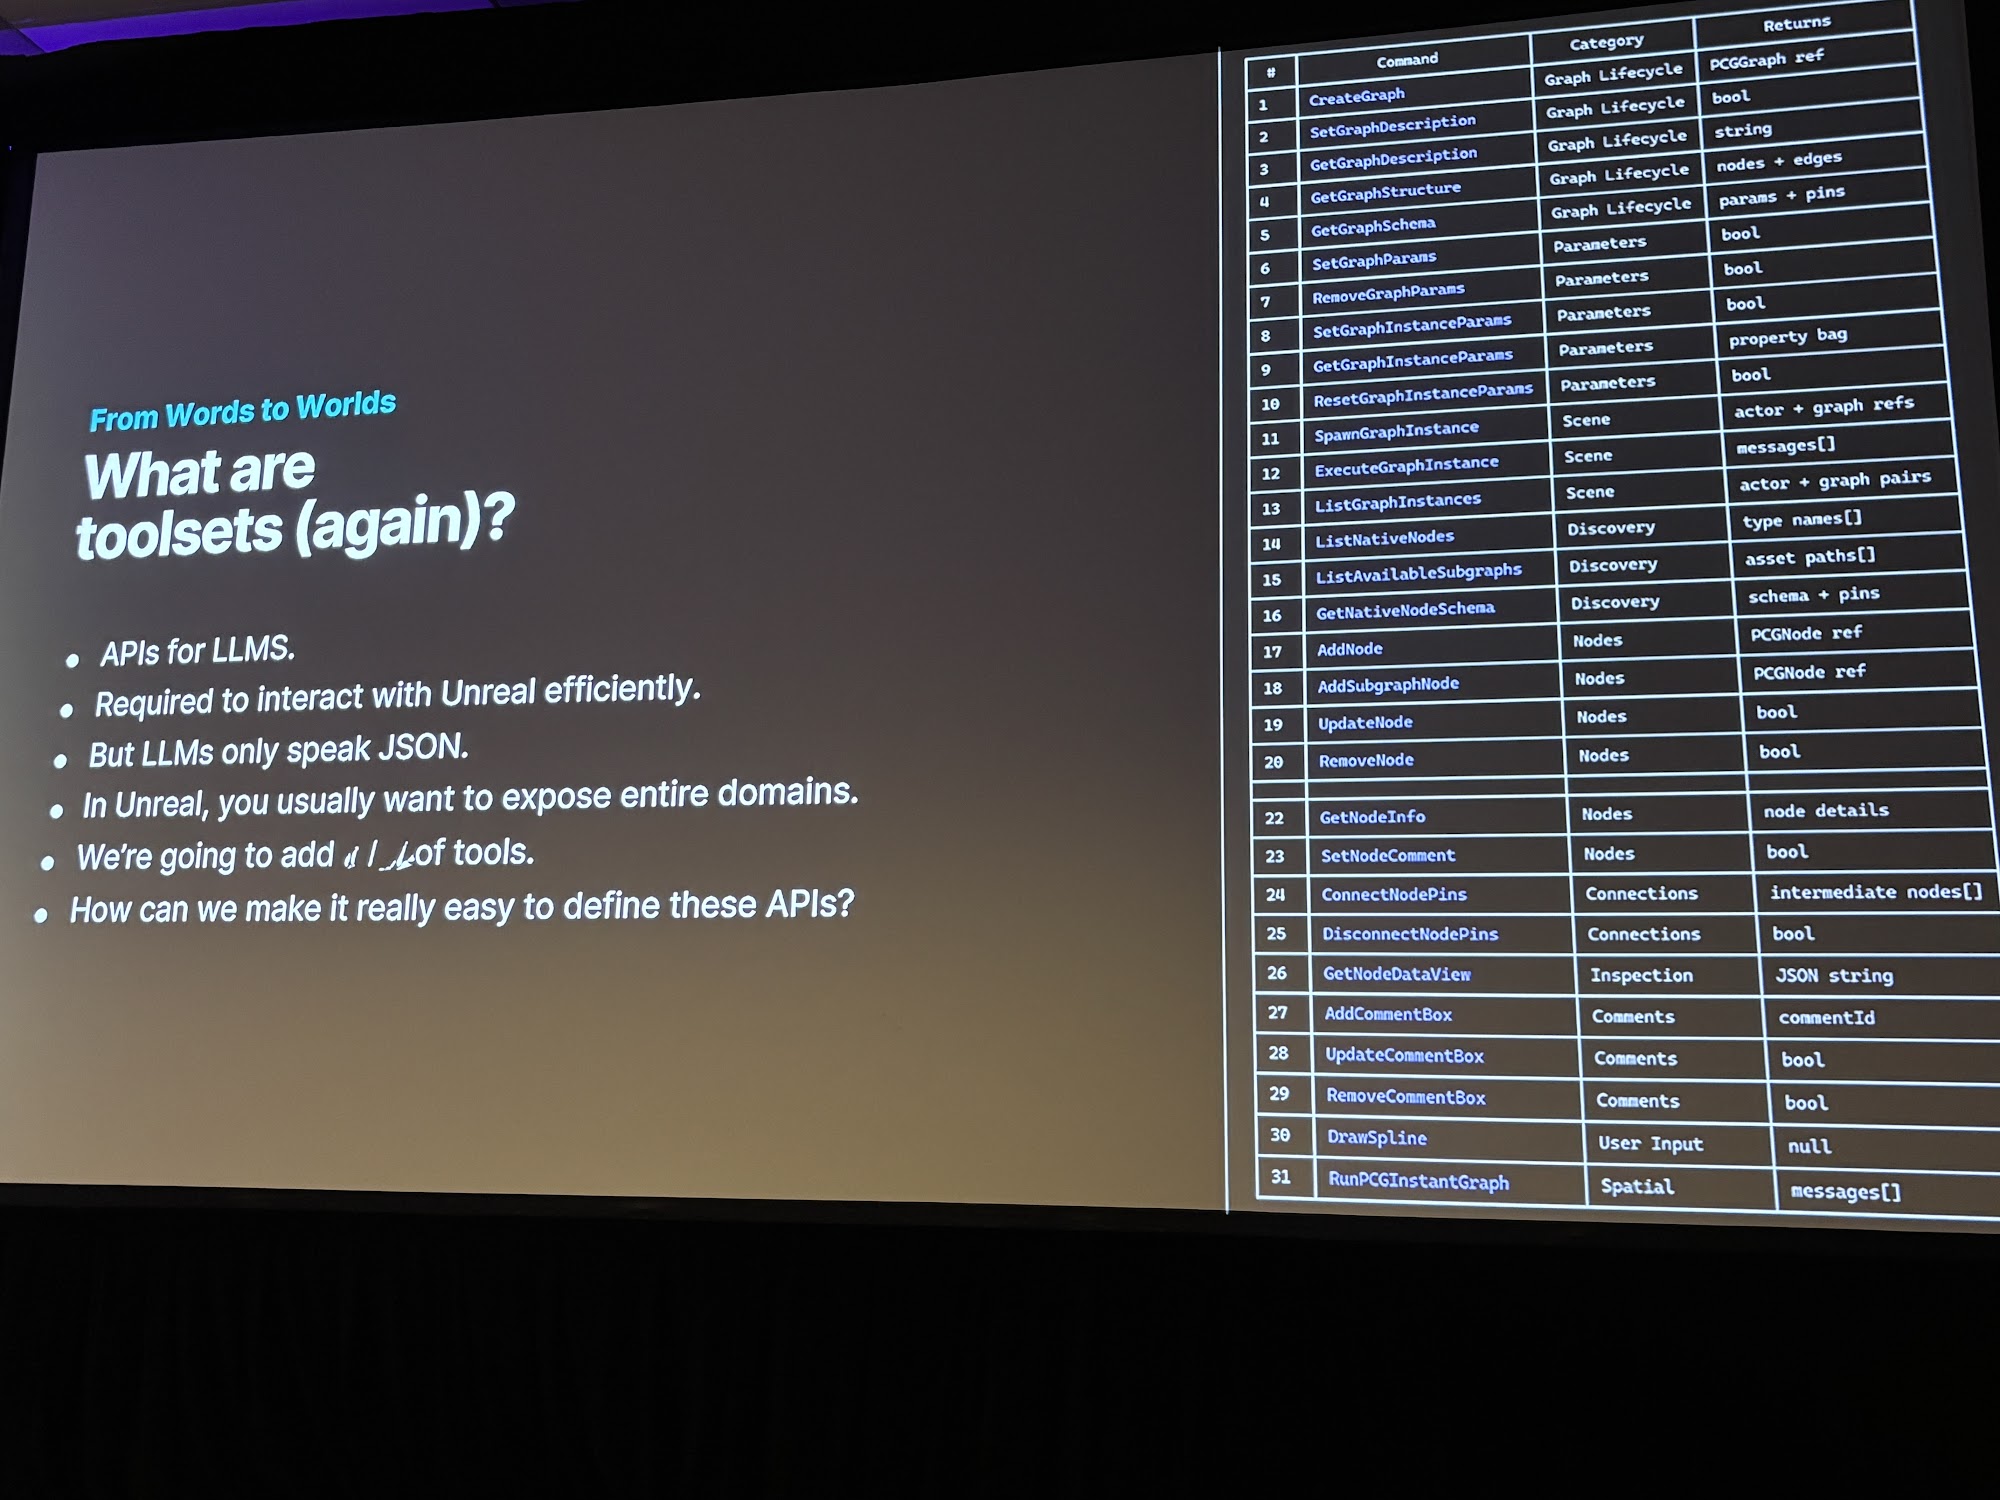 From Words to Worlds
What are
toolsets (again)?
• APIs for LLMS.
• Required to interact with Unreal efficiently.
• But LLMs only speak JSON.
• In Unreal, you usually want to expose entire domains.
• We're going to add of tools.
• How can we make it really easy to define these APIs?
# Command Category Returns
1 CreateGraph Graph Lifecycle PCGGraph ref
2 SetGraphDescription Graph Lifecycle bool
3 GetGraphDescription Graph Lifecycle string
4 GetGraphStructure Graph Lifecycle nodes + edges
5 GetGraphSchema Graph Lifecycle params + pins
6 SetGraphParams Parameters bool
7 RemoveGraphParams Parameters bool
8 SetGraphInstanceParams Parameters bool
9 GetGraphInstanceParams Parameters property bag
10 ResetGraphInstanceParams Parameters bool
11 SpawnGraphInstance Scene actor + graph refs
12 ExecuteGraphInstance Scene messages[]
13 ListGraphInstances Scene actor + graph pairs
14 ListNativeNodes Discovery type names[]
15 ListAvailableSubgraphs Discovery asset paths[]
16 GetNativeNodeSchema Discovery schema + pins
17 AddNode Nodes PCGNode ref
18 AddSubgraphNode Nodes PCGNode ref
19 UpdateNode Nodes bool
20 RemoveNode Nodes bool
22 GetNodeInfo Nodes node details
23 SetNodeComment Nodes bool
24 ConnectNodePins Connections intermediate nodes[]
25 DisconnectNodePins Connections bool
26 GetNodeDataView Inspection JSON string
27 AddCommentBox Comments commentId
28 UpdateCommentBox Comments bool
29 RemoveCommentBox Comments bool
30 DrawSpline User Input null
31 RunPCGInstantGraph Spatial messages[]